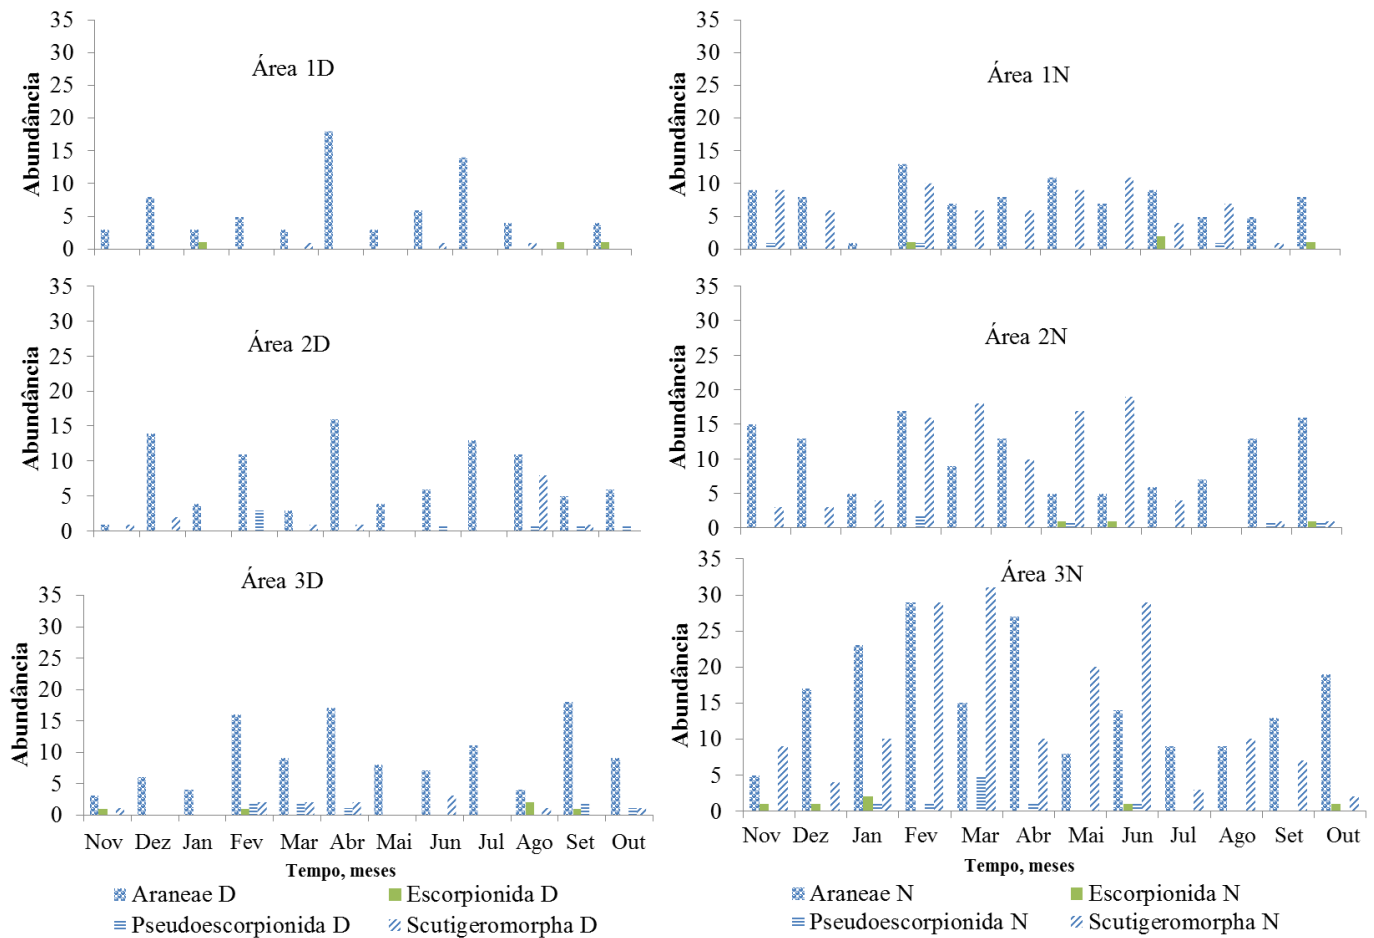 Área 1D
Abundância
35
30
25
20
15
10
5
0
Área 1N
Abundância
35
30
25
20
15
10
5
0
Área 2D
Abundância
35
30
25
20
15
10
5
0
Área 2N
Abundância
35
30
25
20
15
10
5
0
Área 3D
Abundância
35
30
25
20
15
10
5
0
Nov Dez Jan Fev Mar Abr Mai Jun Jul Ago Set Out
Tempo, meses
Araneae D Escorpionida D
Pseudoescorpionida D Scutigeromorpha D
Área 3N
Abundância
35
30
25
20
15
10
5
0
Nov Dez Jan Fev Mar Abr Mai Jun Jul Ago Set Out
Tempo, meses
Araneae N Escorpionida N
Pseudoescorpionida N Scutigeromorpha N